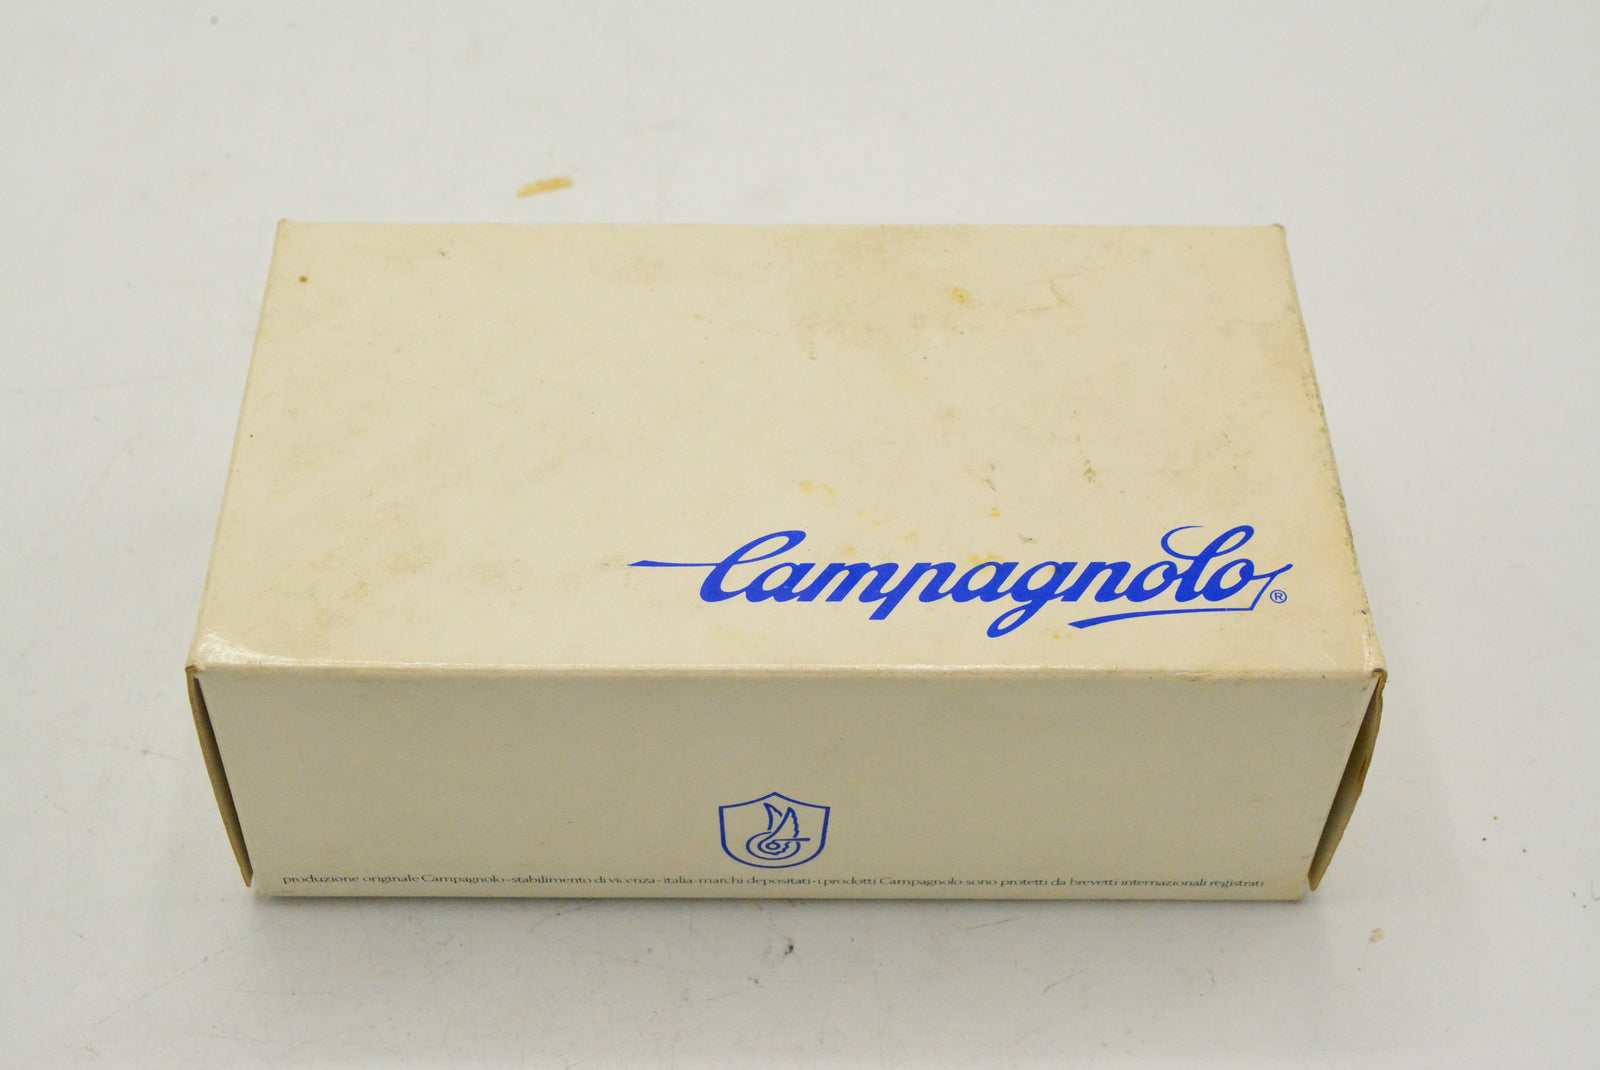 Campagnolo®
produzione originale Campagnolo - stabilimento di vicenza - italia - marchi depositati - i prodotti Campagnolo sono protetti da brevetti internazionali registrati